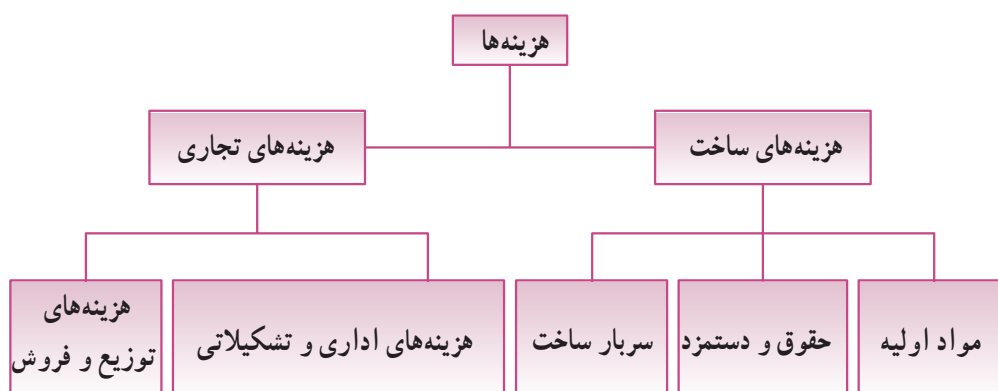 هزینه‌ها
هزینه‌های ساخت
هزینه‌های تجاری
مواد اولیه
حقوق و دستمزد
سربار ساخت
هزینه‌های اداری و تشکیلاتی
هزینه‌های
توزیع و فروش